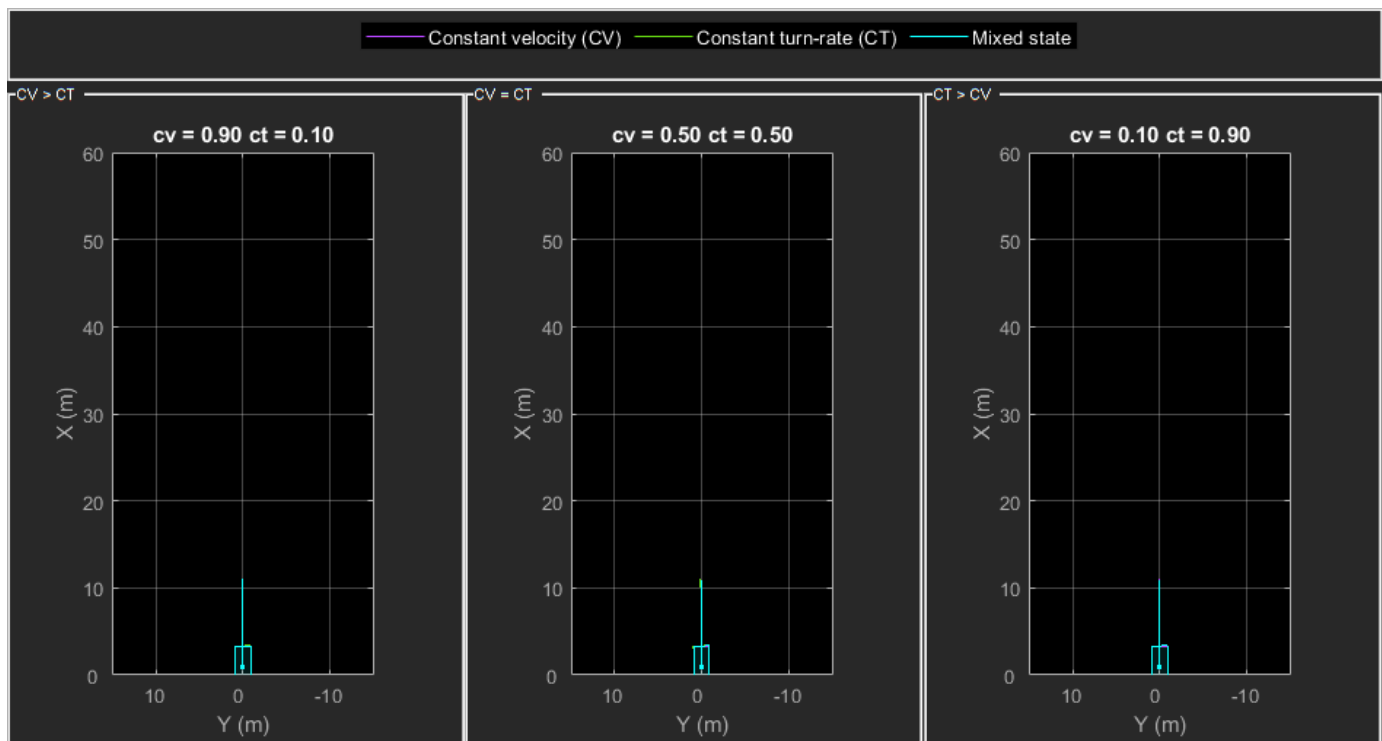 Constant velocity (CV) Constant turn-rate (CT) Mixed state
CV > CT
cv = 0.90 ct = 0.10
60
50
40
30
20
10
0
X (m)
10 0 -10
Y (m)
CV = CT
cv = 0.50 ct = 0.50
60
50
40
30
20
10
0
X (m)
10 0 -10
Y (m)
CT > CV
cv = 0.10 ct = 0.90
60
50
40
30
20
10
0
X (m)
10 0 -10
Y (m)